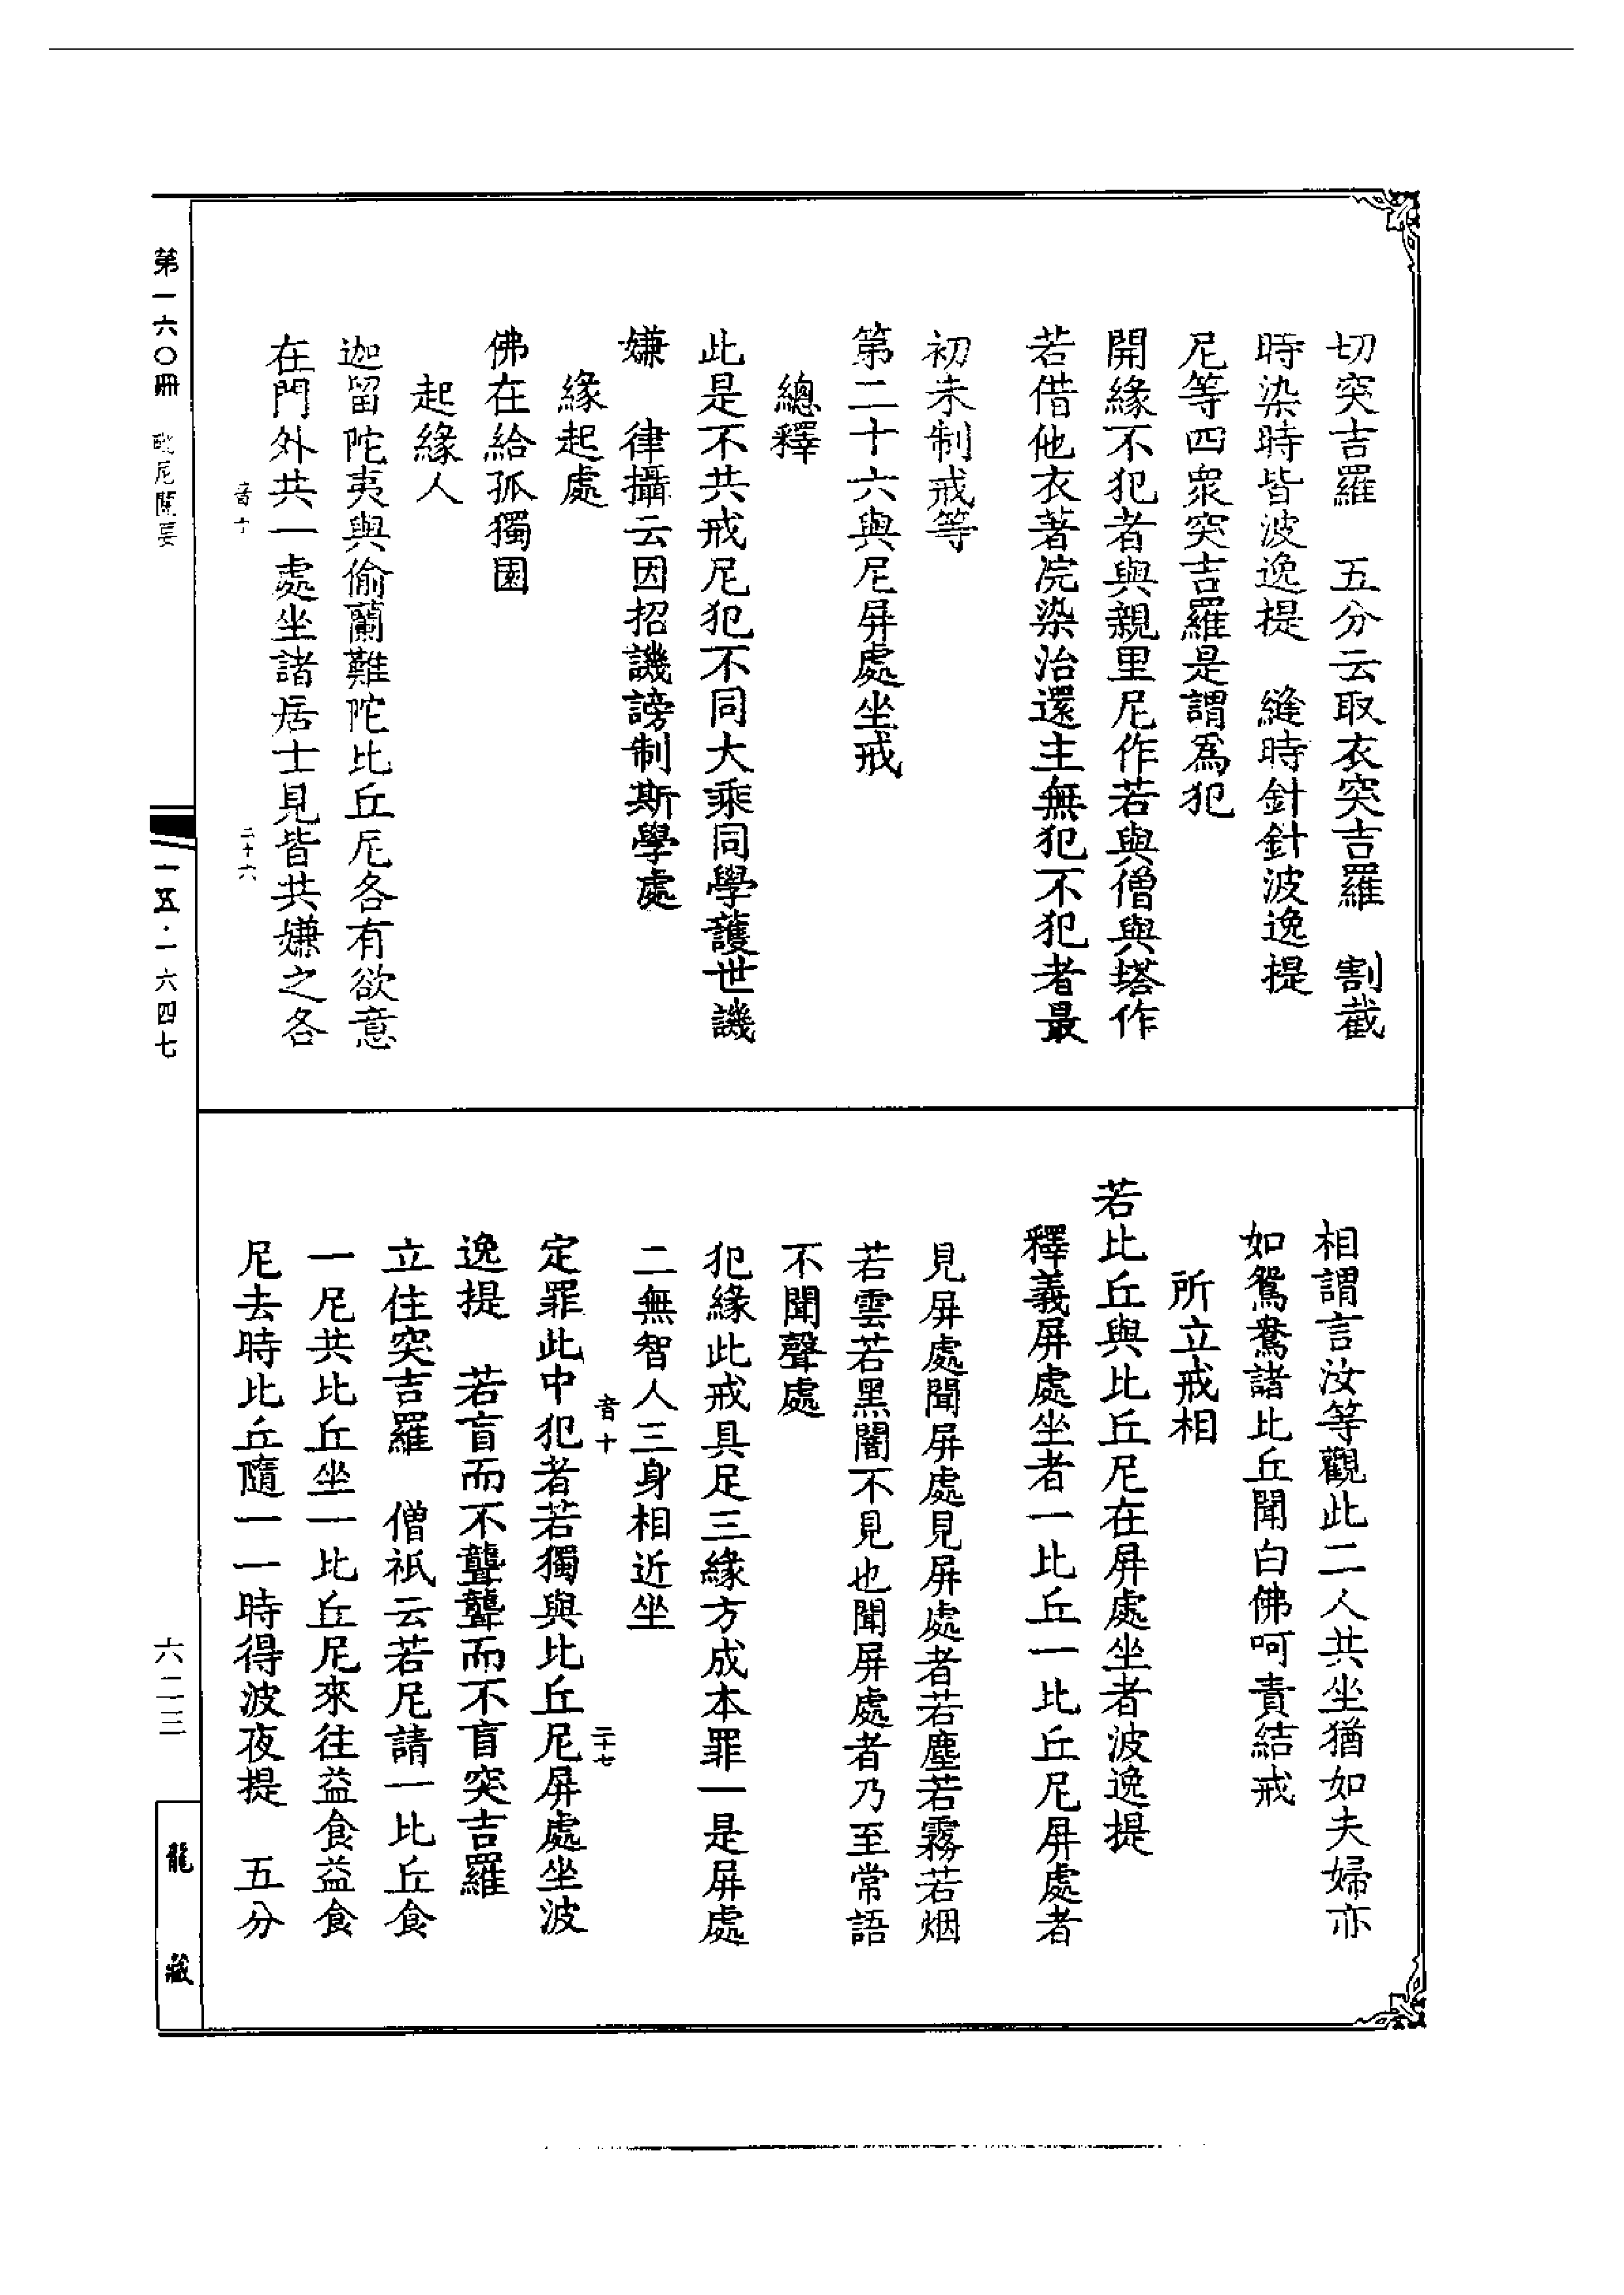 切突吉羅　五分云取衣突吉羅　割截
時染時皆波逸提　縫時針針波逸提
尼等四眾突吉羅是謂為犯
開緣不犯者與親里尼作若與僧與塔作
若借他衣著浣染治還主無犯不犯者最
初未制戒等
第二十六與尼屏處坐戒
總釋
此是不共戒尼犯不同大乘同學護世譏
嫌　律攝云因招譏謗制斯學處
緣起處
佛在給孤獨園
起緣人
迦留陀夷與偷蘭難陀比丘尼各有欲意
在門外共一處坐諸居士見皆共嫌之各
音十　二十六
相謂言汝等觀此二人共坐猶如夫婦亦
如鴛鴦諸比丘聞白佛呵責結戒
所立戒相
若比丘與比丘尼在屏處坐者波逸提
釋義屏處坐者一比丘一比丘尼屏處者
見屏處聞屏處見屏處者若塵若霧若烟
若雲若黑闇不見也聞屏處者乃至常語
不聞聲處
犯緣此戒具足三緣方成本罪一是屏處
二無智人三身相近坐
音十　二十七
定罪此中犯者若獨與比丘尼屏處坐波
逸提　若盲而不聾聾而不盲突吉羅
立住突吉羅　僧祇云若尼請一比丘食
一尼共比丘坐一比丘尼來往益食益食
尼去時比丘隨一一時得波夜提　五分
第一六〇冊　毗尼關要
一五·一六四七
六二三
龍藏